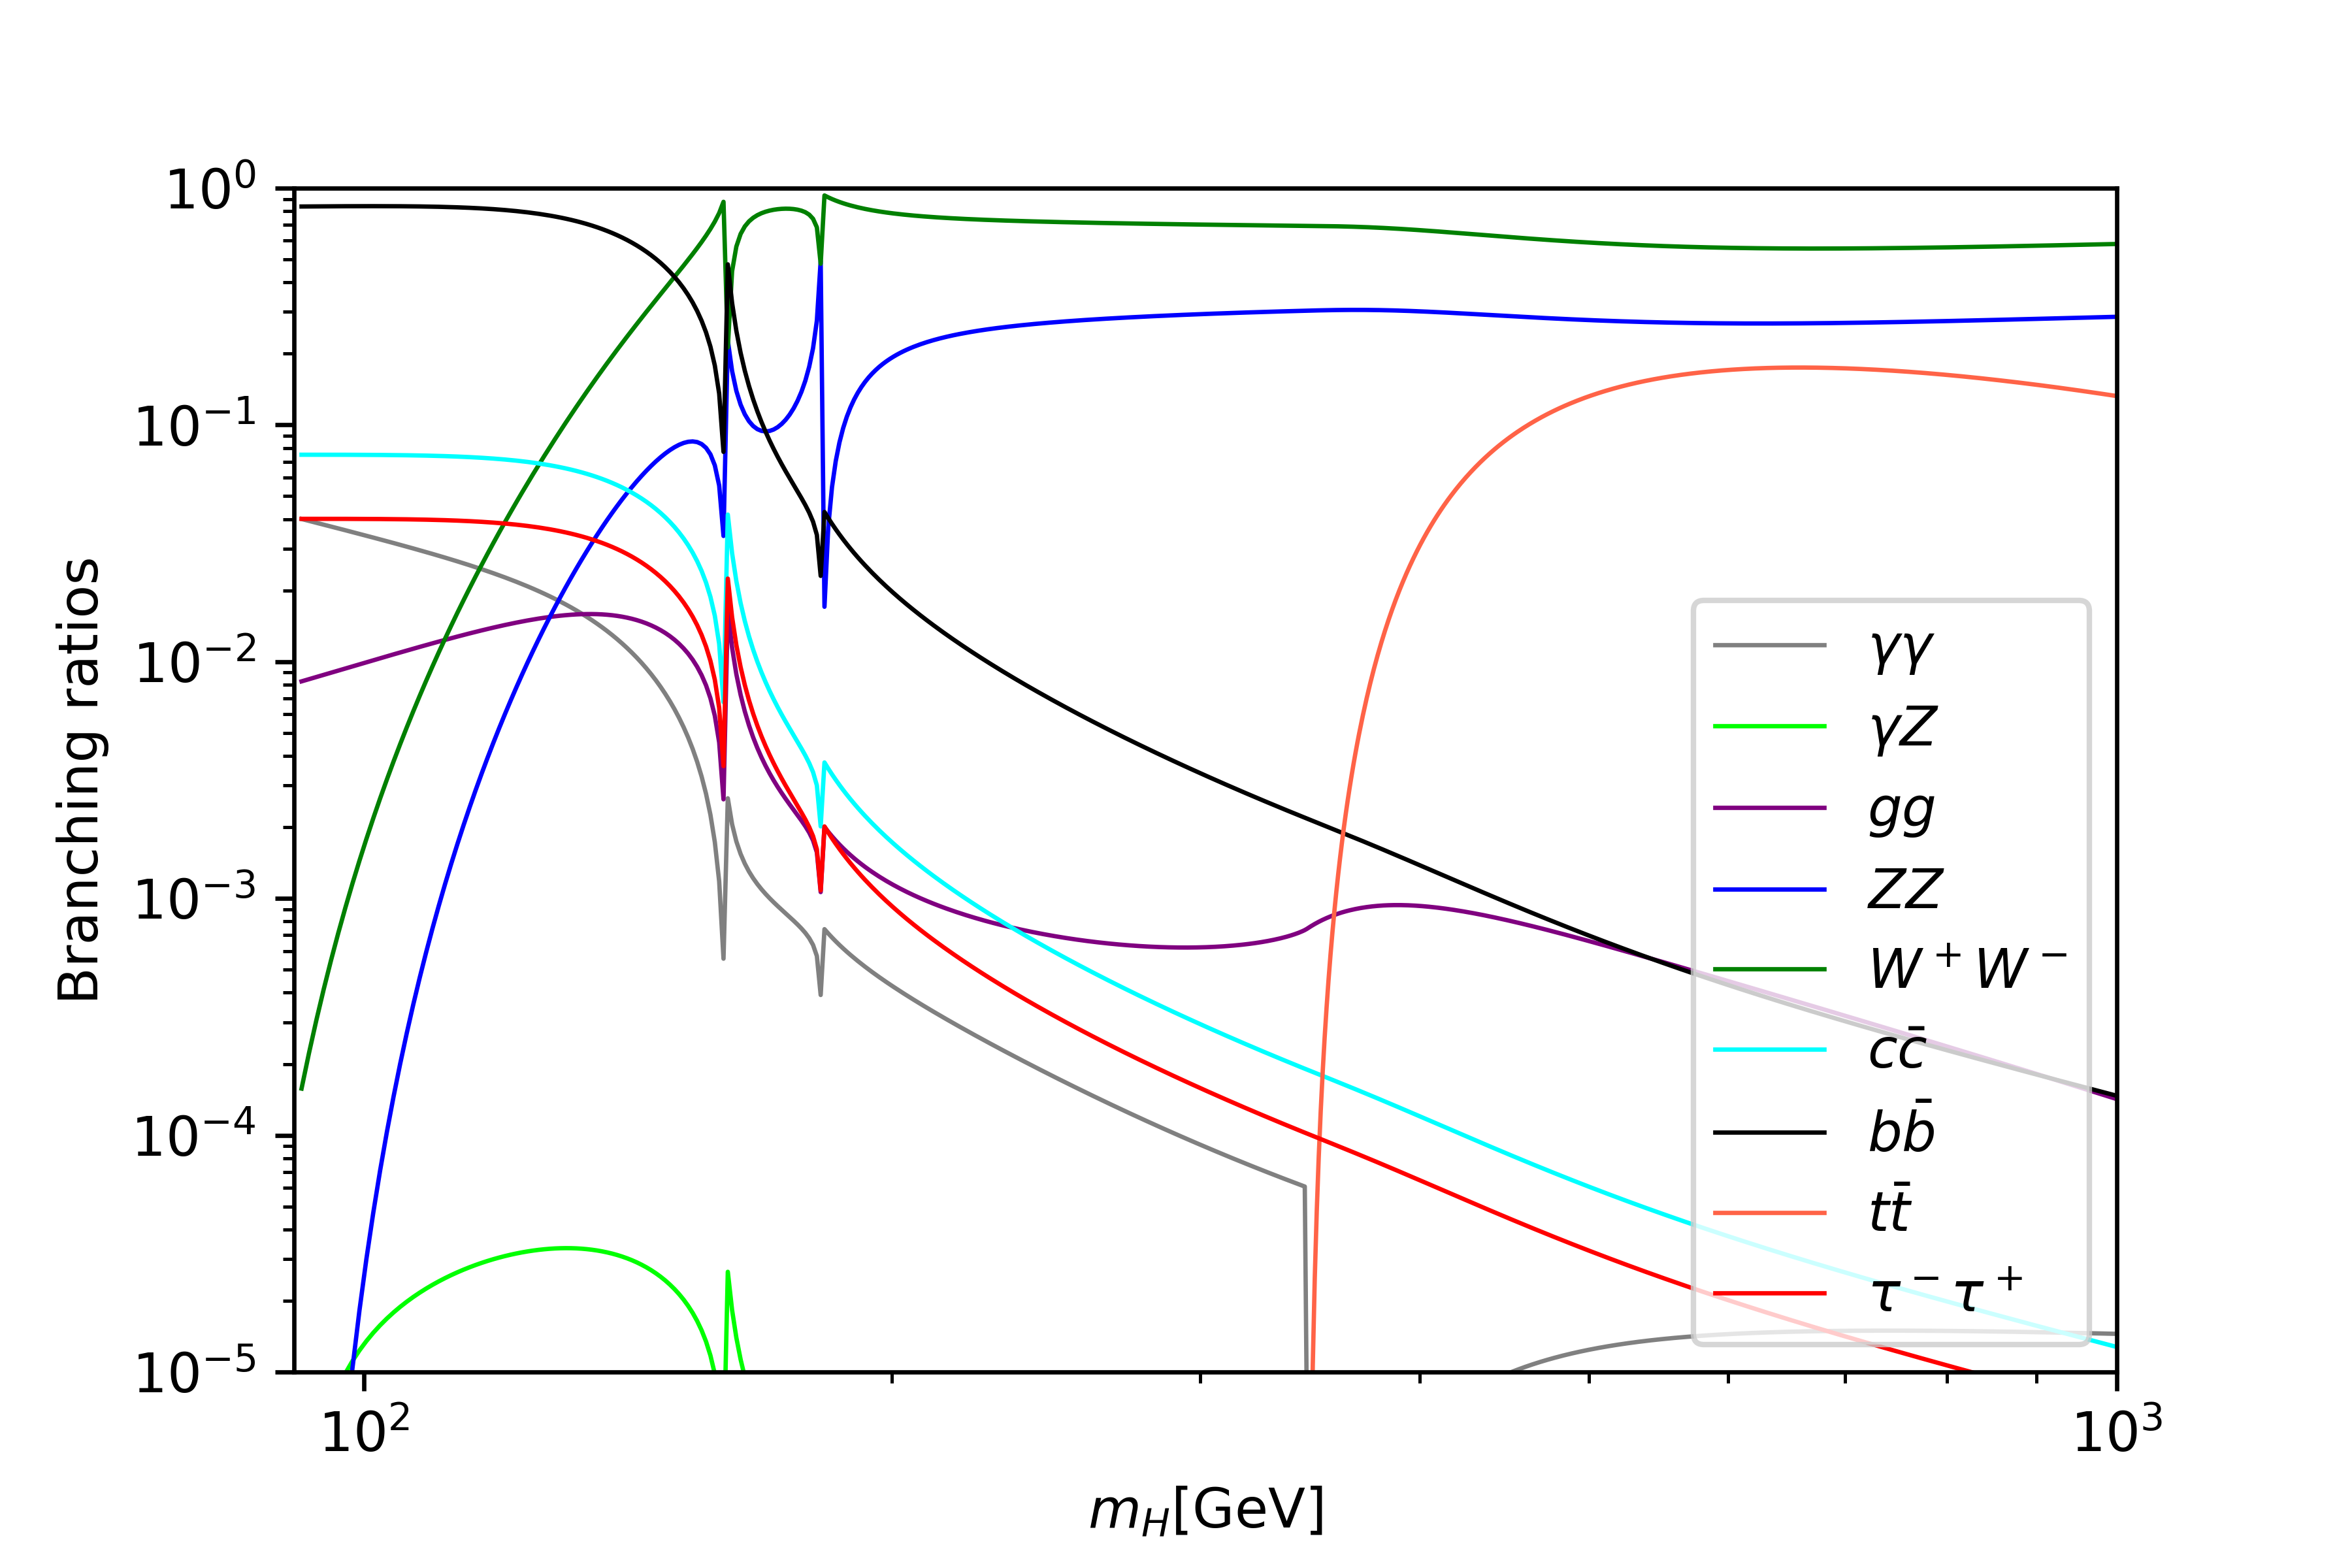 10⁰
10⁻¹
10⁻²
10⁻³
10⁻⁴
10⁻⁵
Branching ratios
γγ
γZ
gg
ZZ
W⁺W⁻
cc̄
bb̄
tt̄
τ⁻τ⁺
10²
10³
m_H[GeV]